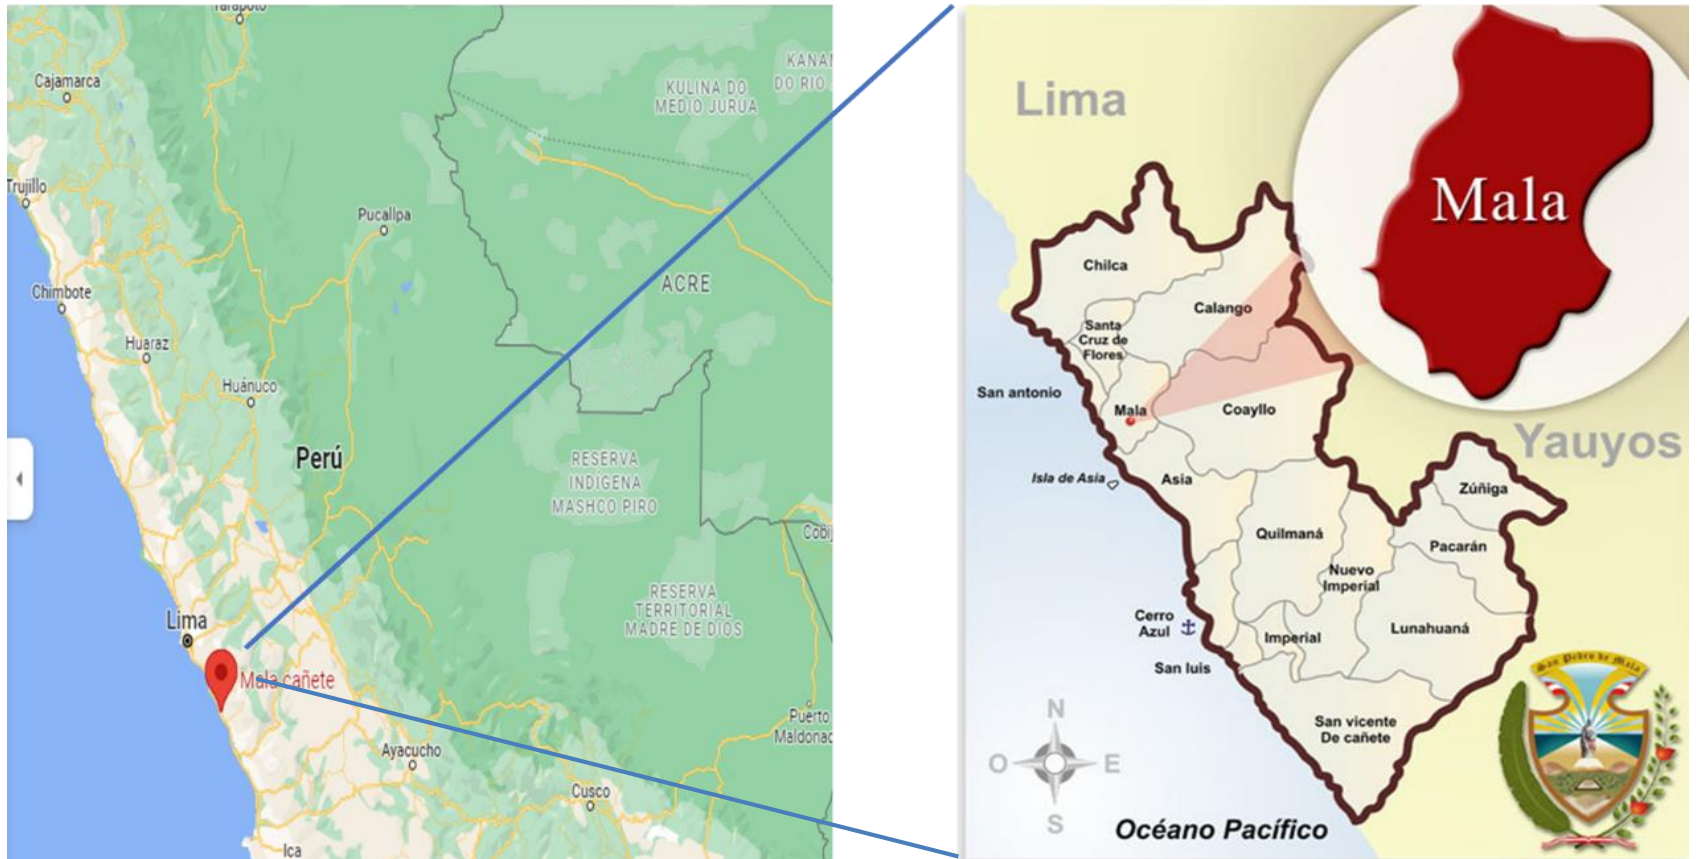 Tarapoto
Cajamarca
KULINA DO
MEDIO JURUA
KANAM
DO RIO
Trujillo
Pucallpa
ACRE
Chimbote
Huaraz
Huánuco
Perú
RESERVA
INDÍGENA
MASHCO PIRO
Cobij
RESERVA
TERRITORIAL
MADRE DE DIOS
Lima
Mala cañete
Puerto
Maldonad
Ayacucho
Cusco
Ica
Lima
Mala
Chilca
Calango
Santa
Cruz de
Flores
San antonio
Mala
Coayllo
Yauyos
Isla de Asia
Asia
Zúñiga
Quilmaná
Pacarán
Nuevo
Imperial
Cerro
Azul
Imperial
Lunahuaná
San luis
San Pedro de Mala
N
O
E
S
San vicente
De cañete
Océano Pacífico